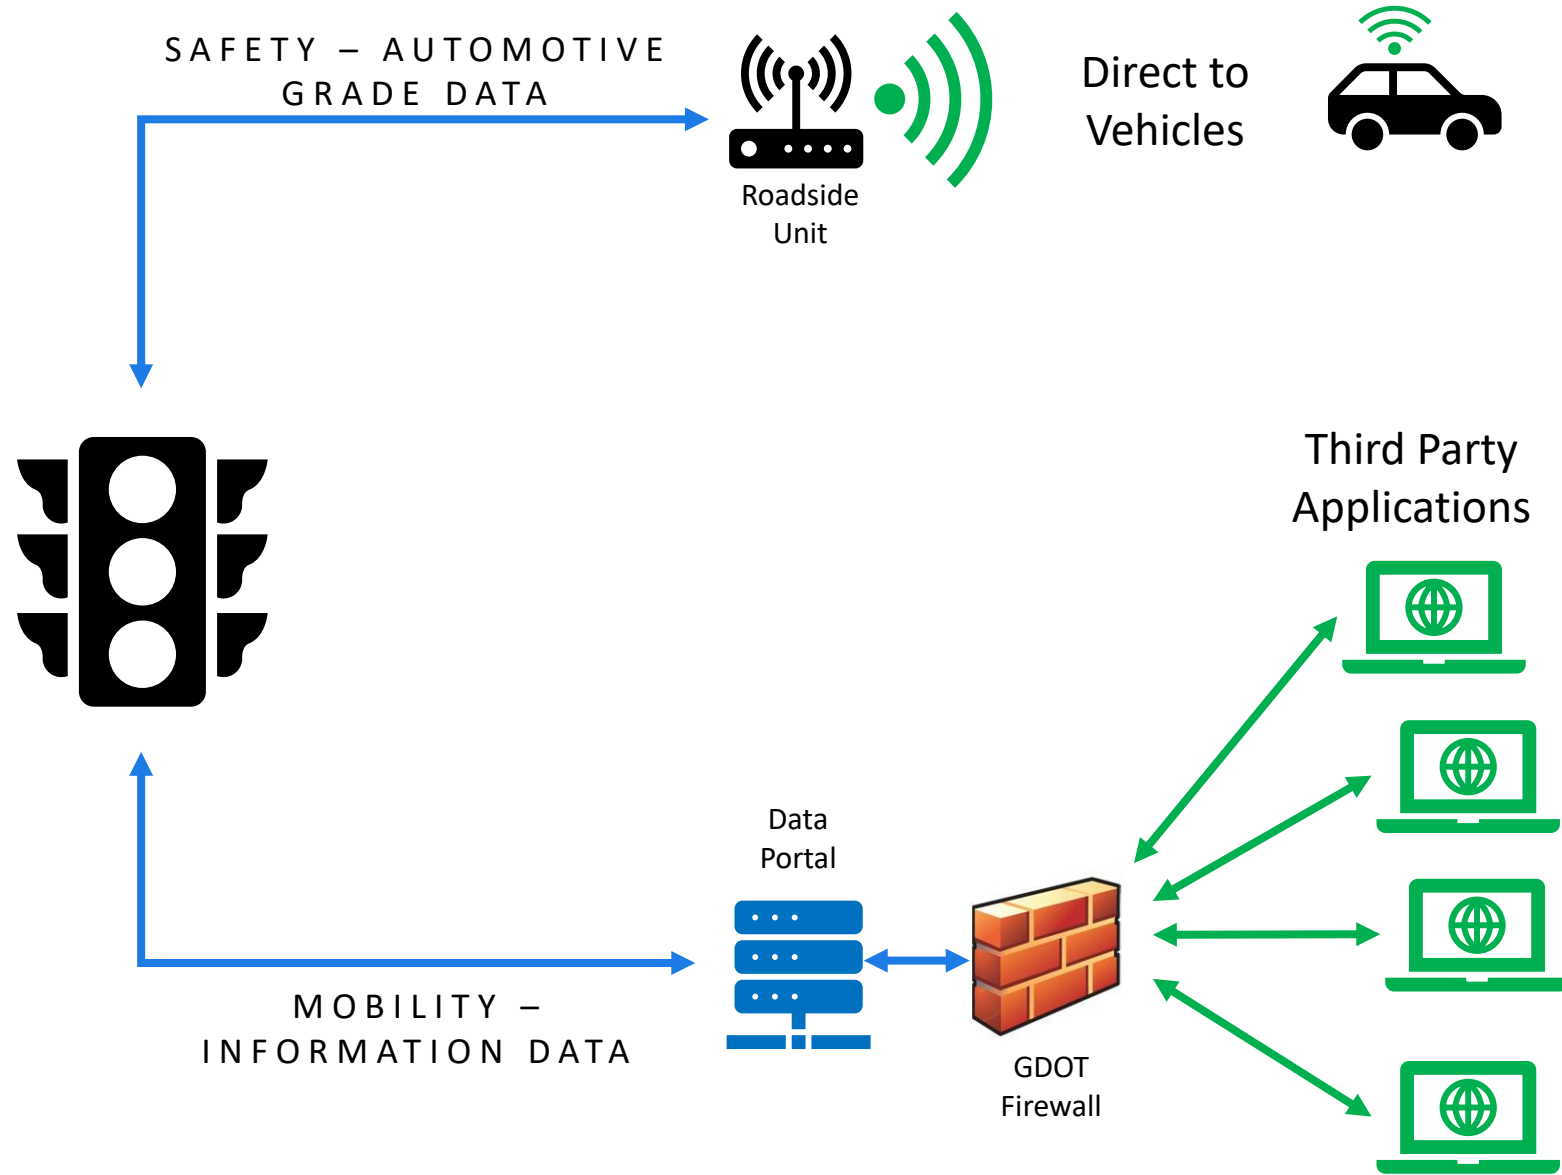 SAFETY – AUTOMOTIVE
GRADE DATA
Roadside
Unit
Direct to
Vehicles
Third Party
Applications
Data
Portal
MOBILITY –
INFORMATION DATA
GDOT
Firewall